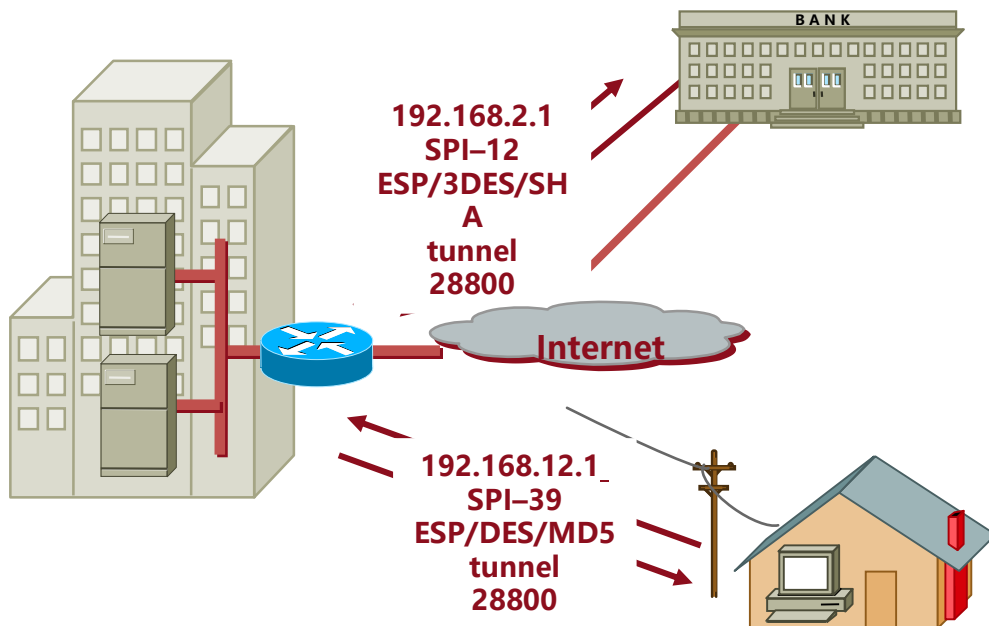 BANK
192.168.2.1
SPI–12
ESP/3DES/SH
A
tunnel
28800
Internet
192.168.12.1
SPI–39
ESP/DES/MD5
tunnel
28800